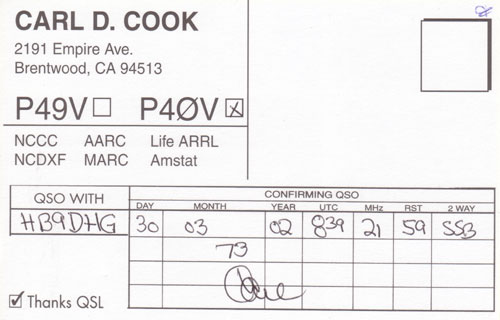 CARL D. COOK
2191 Empire Ave.
Brentwood, CA 94513
P49V☐ P4ØV☒
NCCC AARC Life ARRL
NCDXF MARC Amstat
QSO WITH CONFIRMING QSO
DAY MONTH YEAR UTC MHz RST 2 WAY
HB9DHG 30 03 02 839 21 59 SSB
73
Carl
☑ Thanks QSL